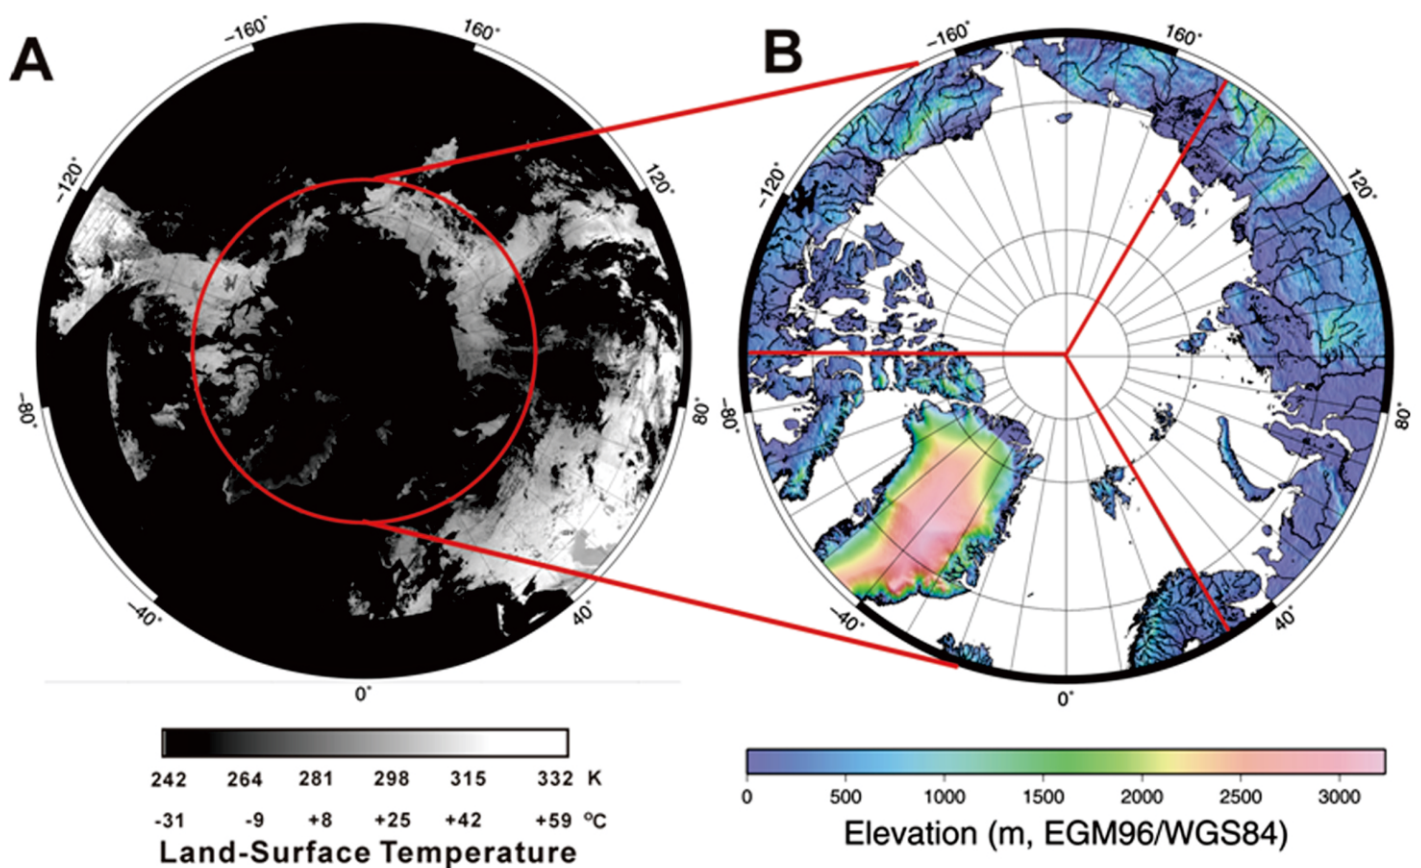 A
B
−160˚
160˚
−120˚
120˚
−80˚
80˚
−40˚
40˚
0˚
−160˚
160˚
−120˚
120˚
−80˚
80˚
−40˚
40˚
0˚
242 264 281 298 315 332 K
-31 -9 +8 +25 +42 +59 ºC
Land-Surface Temperature
0 500 1000 1500 2000 2500 3000
Elevation (m, EGM96/WGS84)